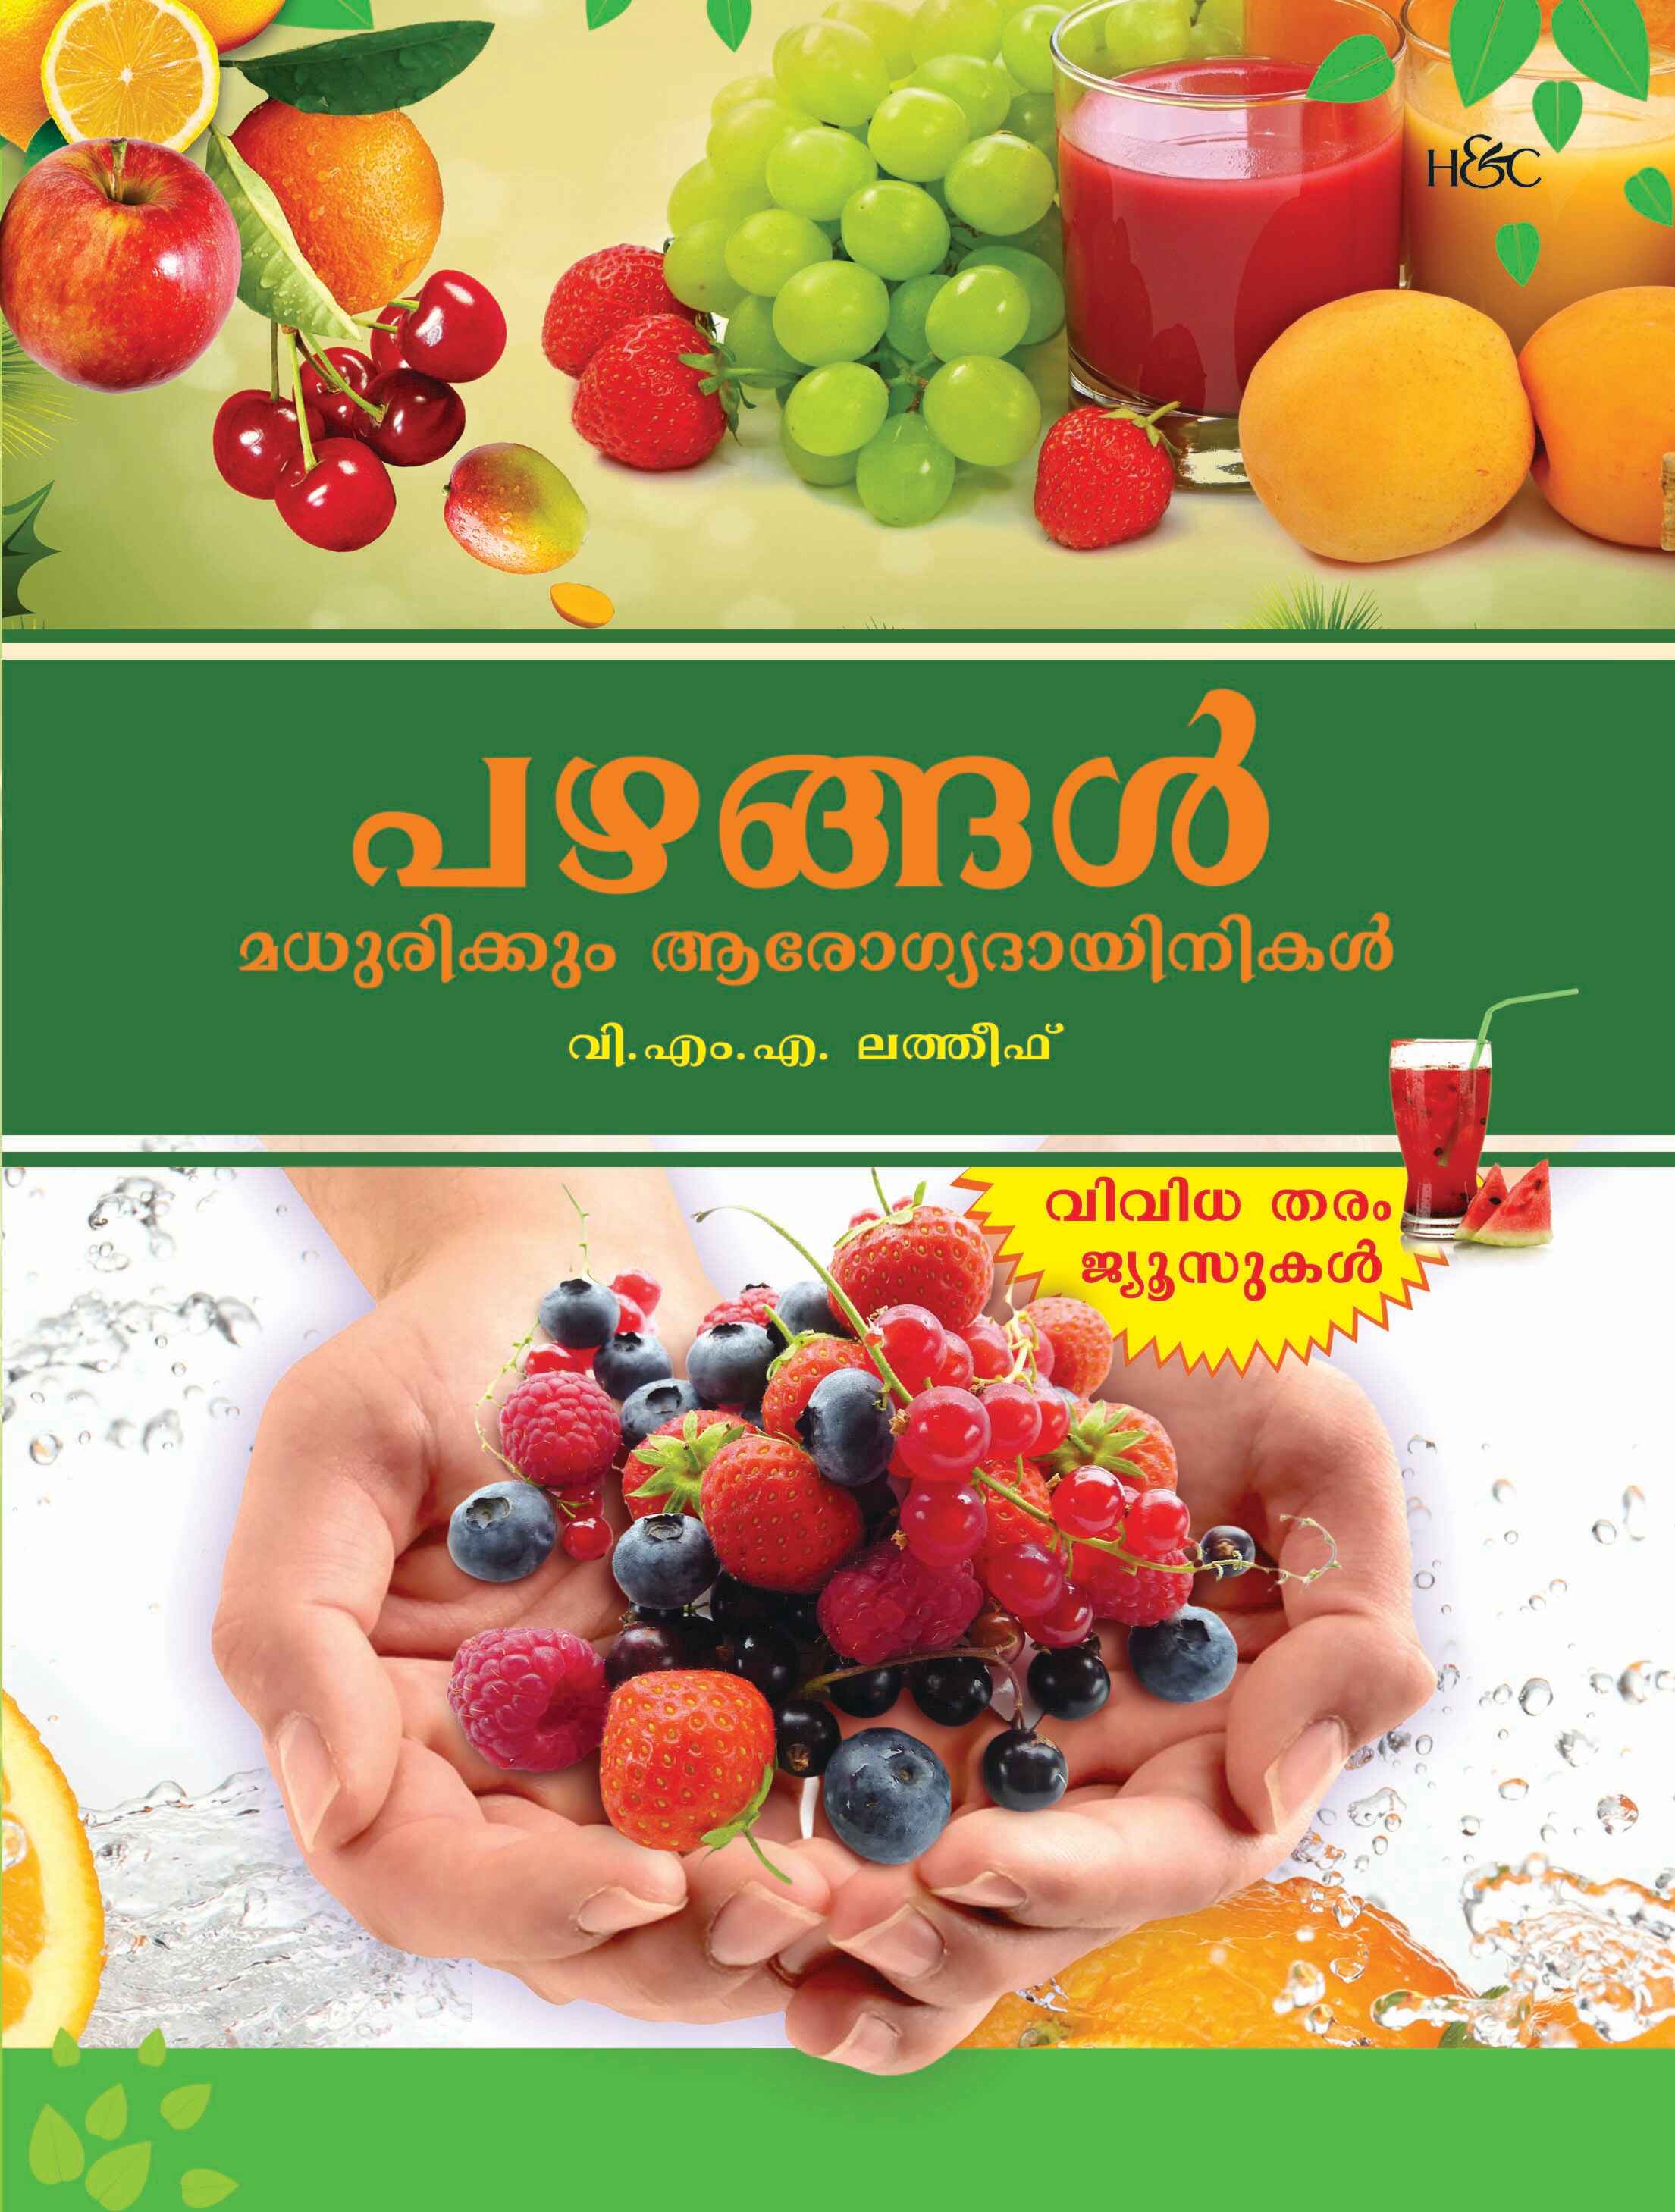 H&C
പഴങ്ങൾ
മധുരിക്കും ആരോഗ്യദായിനികൾ
വി.എം.എ. ലത്തീഫ്
വിവിധ തരം
ജ്യൂസുകൾ